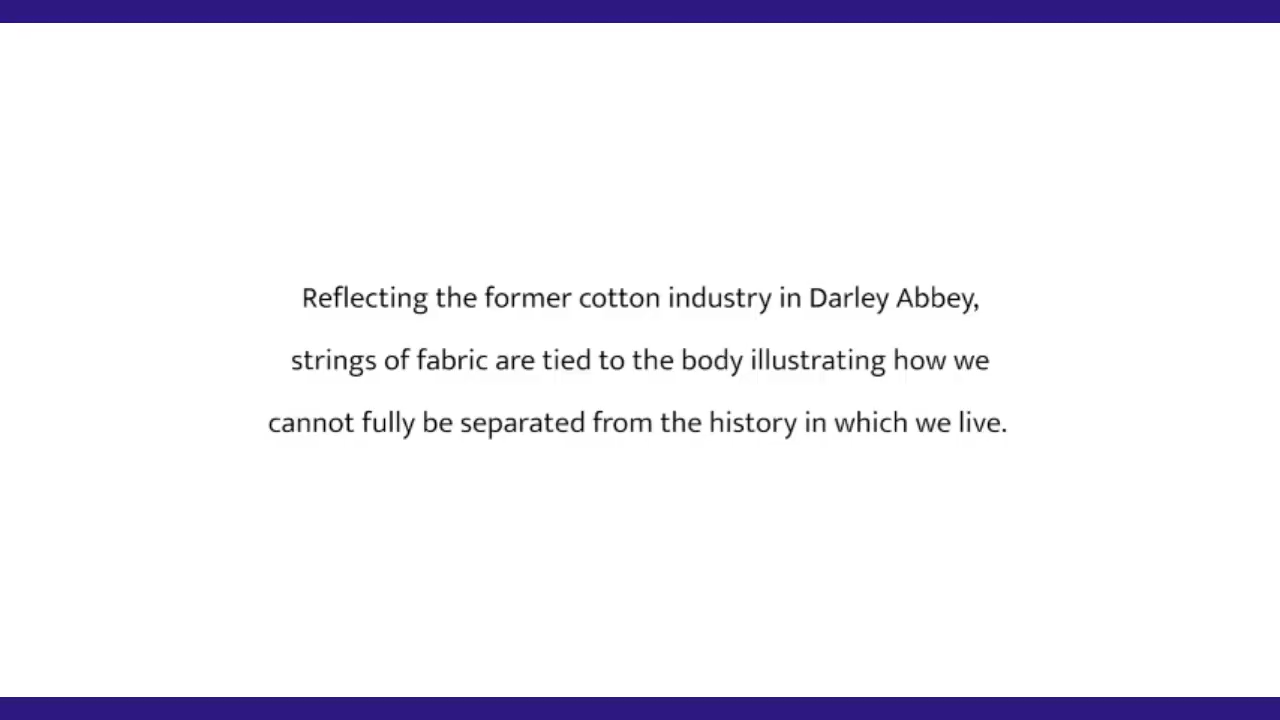 Reflecting the former cotton industry in Darley Abbey,
strings of fabric are tied to the body illustrating how we
cannot fully be separated from the history in which we live.